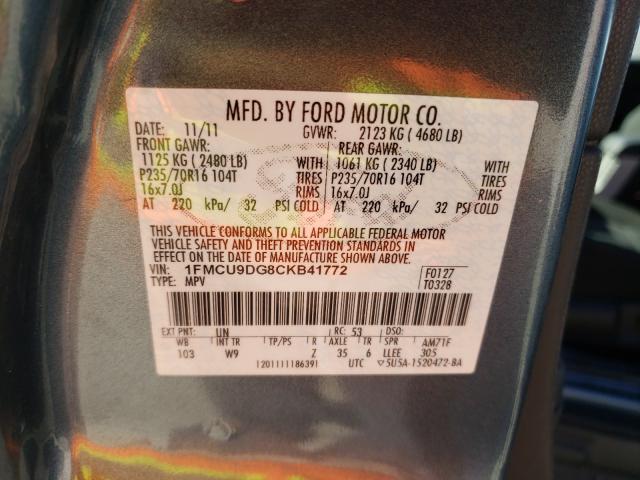 MFD. BY FORD MOTOR CO.
DATE: 11/11 GVWR: 2123 KG ( 4680 LB)
FRONT GAWR: REAR GAWR:
1125 KG ( 2480 LB) WITH 1061 KG ( 2340 LB) WITH
P235/70R16 104T TIRES P235/70R16 104T TIRES
16x7.0J RIMS 16x7.0J RIMS
AT 220 kPa/ 32 PSI COLD AT 220 kPa/ 32 PSI COLD
THIS VEHICLE CONFORMS TO ALL APPLICABLE FEDERAL MOTOR
VEHICLE SAFETY AND THEFT PREVENTION STANDARDS IN
EFFECT ON THE DATE OF MANUFACTURE SHOWN ABOVE.
VIN: 1FMCU9DG8CKB41772 F0127
TYPE: MPV T0328
EXT PNT: UN RC: 53 DSO:
WB INT TR TP/PS R AXLE TR SPR AM71F
103 W9 Z 35 6 LLEE 305
120111118639I UTC 5U5A-1520472-BA